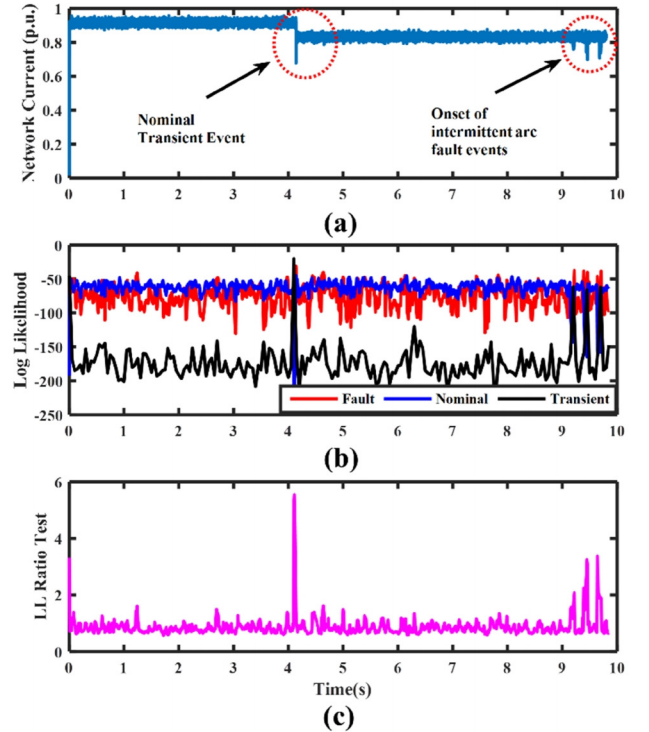 Network Current (p.u.)
1
0.8
0.6
0.4
0.2
0
Nominal
Transient Event
Onset of
intermittent arc
fault events
0 1 2 3 4 5 6 7 8 9 10
(a)
Log Likelihood
0
-50
-100
-150
-200
-250
Fault Nominal Transient
0 1 2 3 4 5 6 7 8 9 10
(b)
LL Ratio Test
6
4
2
0
0 1 2 3 4 5 6 7 8 9 10
Time(s)
(c)